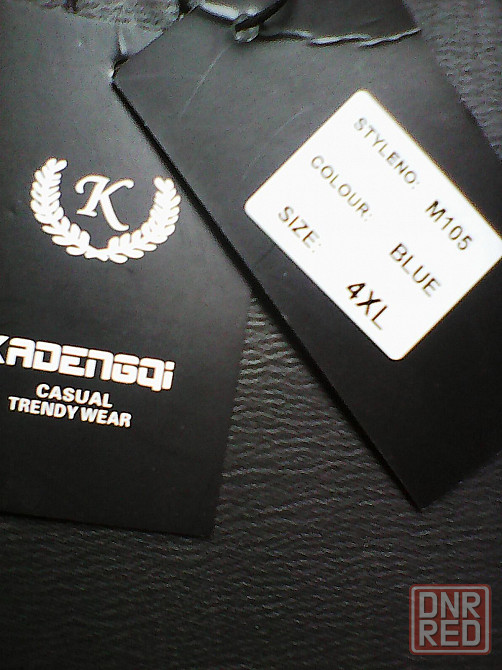 K
KADENGQi
CASUAL
TRENDY WEAR
STYLENO: M105
COLOUR: BLUE
SIZE: 4XL
DNR
RED